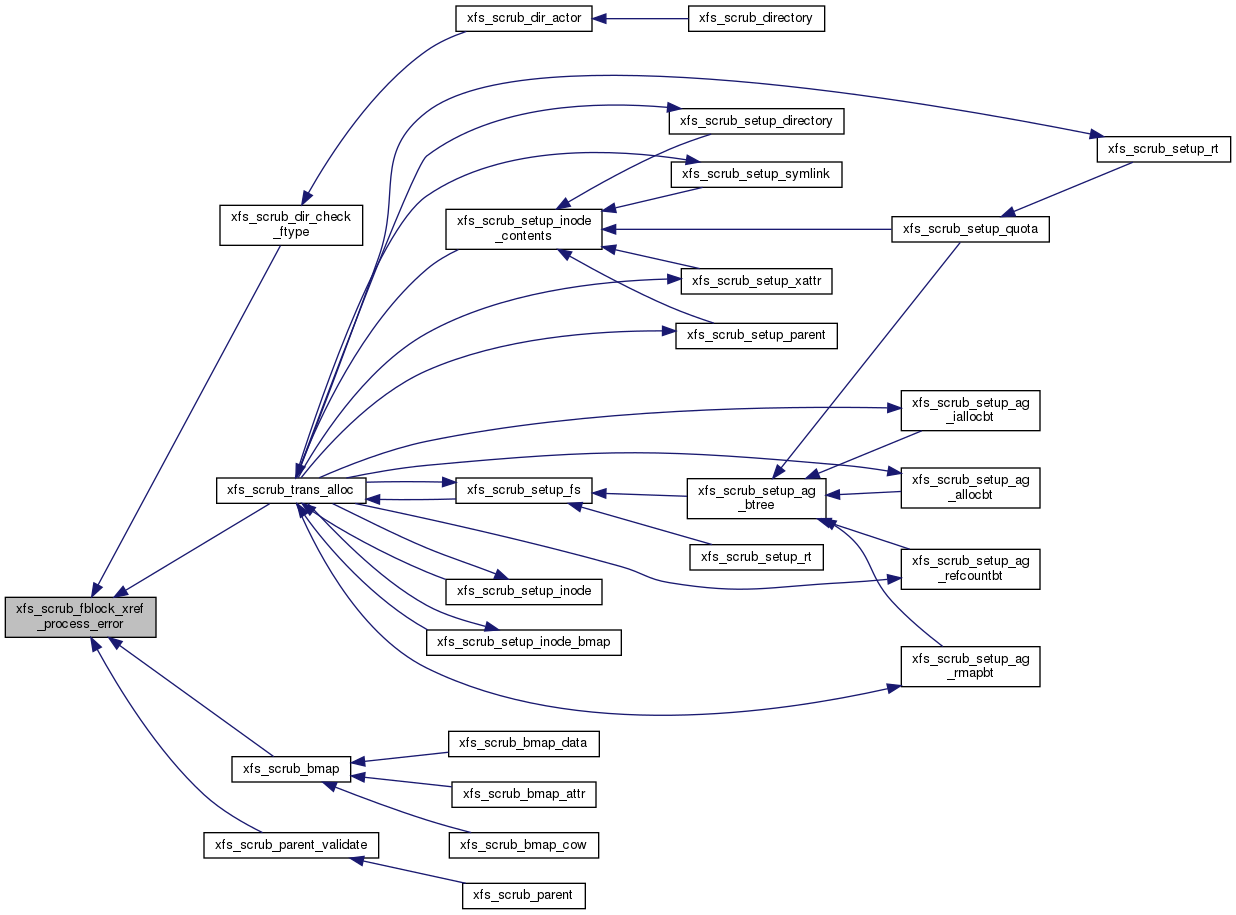 xfs_scrub_dir_actor
xfs_scrub_directory
xfs_scrub_setup_directory
xfs_scrub_setup_rt
xfs_scrub_setup_symlink
xfs_scrub_dir_check
_ftype
xfs_scrub_setup_inode
_contents
xfs_scrub_setup_quota
xfs_scrub_setup_xattr
xfs_scrub_setup_parent
xfs_scrub_setup_ag
_iallocbt
xfs_scrub_trans_alloc
xfs_scrub_setup_fs
xfs_scrub_setup_ag
_btree
xfs_scrub_setup_ag
_allocbt
xfs_scrub_setup_rt
xfs_scrub_setup_ag
_refcountbt
xfs_scrub_setup_inode
xfs_scrub_fblock_xref
_process_error
xfs_scrub_setup_inode_bmap
xfs_scrub_setup_ag
_rmapbt
xfs_scrub_bmap_data
xfs_scrub_bmap
xfs_scrub_bmap_attr
xfs_scrub_parent_validate
xfs_scrub_bmap_cow
xfs_scrub_parent